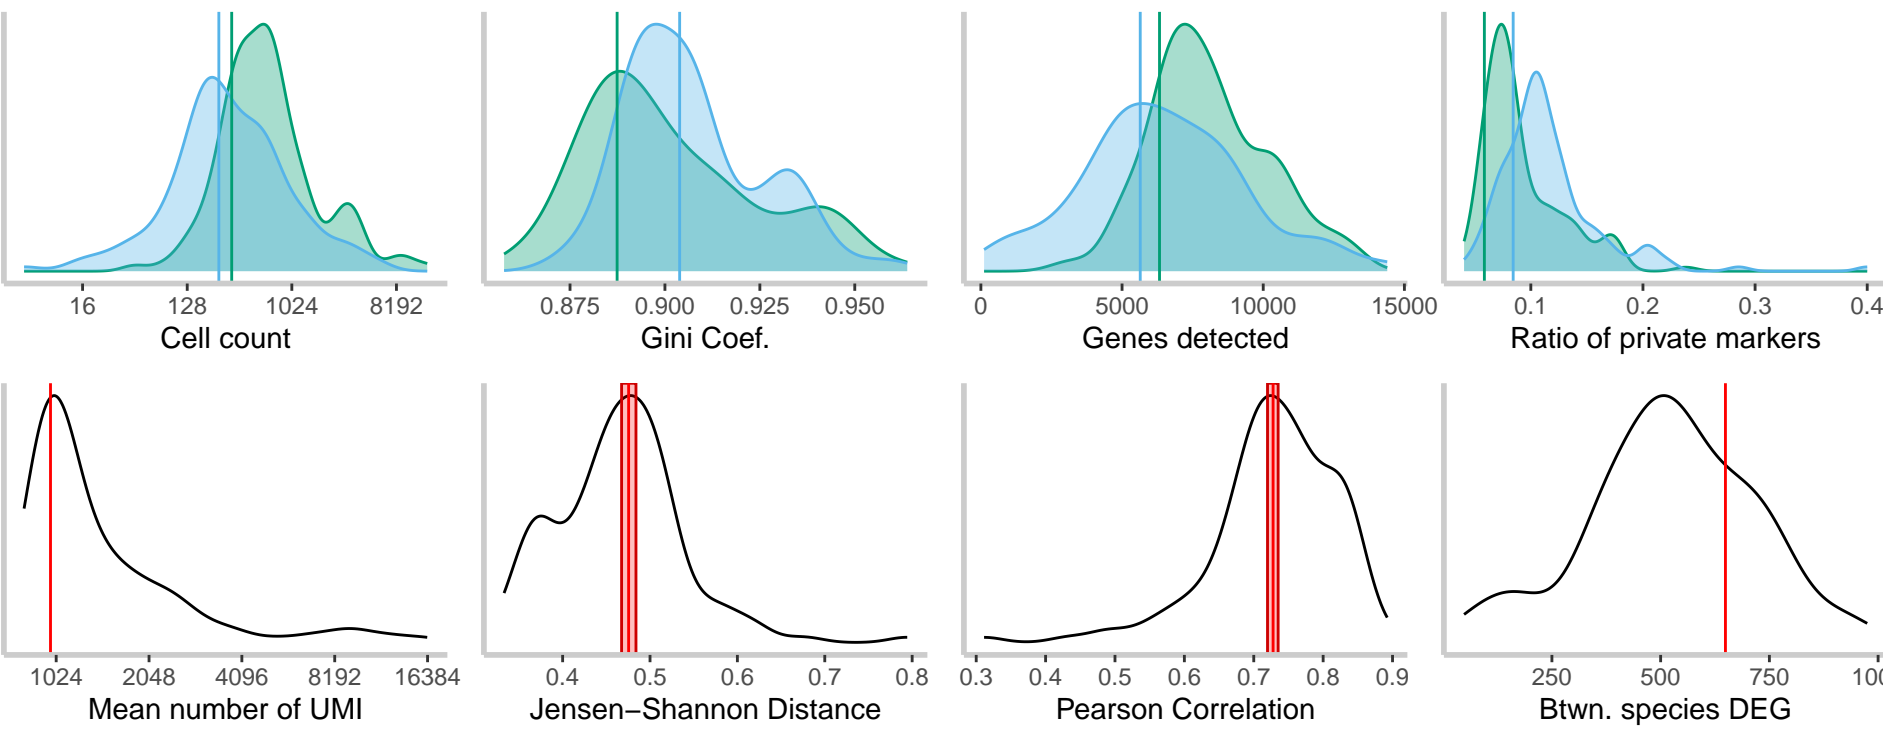 16 128 1024 8192
Cell count
0.875 0.900 0.925 0.950
Gini Coef.
0 5000 10000 15000
Genes detected
0.1 0.2 0.3 0.4
Ratio of private markers
1024 2048 4096 8192 16384
Mean number of UMI
0.4 0.5 0.6 0.7 0.8
Jensen−Shannon Distance
0.3 0.4 0.5 0.6 0.7 0.8 0.9
Pearson Correlation
250 500 750
Btwn. species DEG